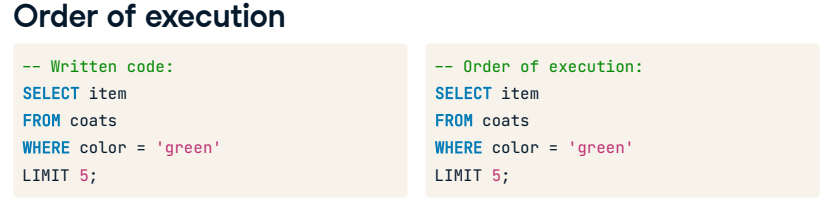 Order of execution
-- Written code:
SELECT item
FROM coats
WHERE color = 'green'
LIMIT 5;
-- Order of execution:
SELECT item
FROM coats
WHERE color = 'green'
LIMIT 5;